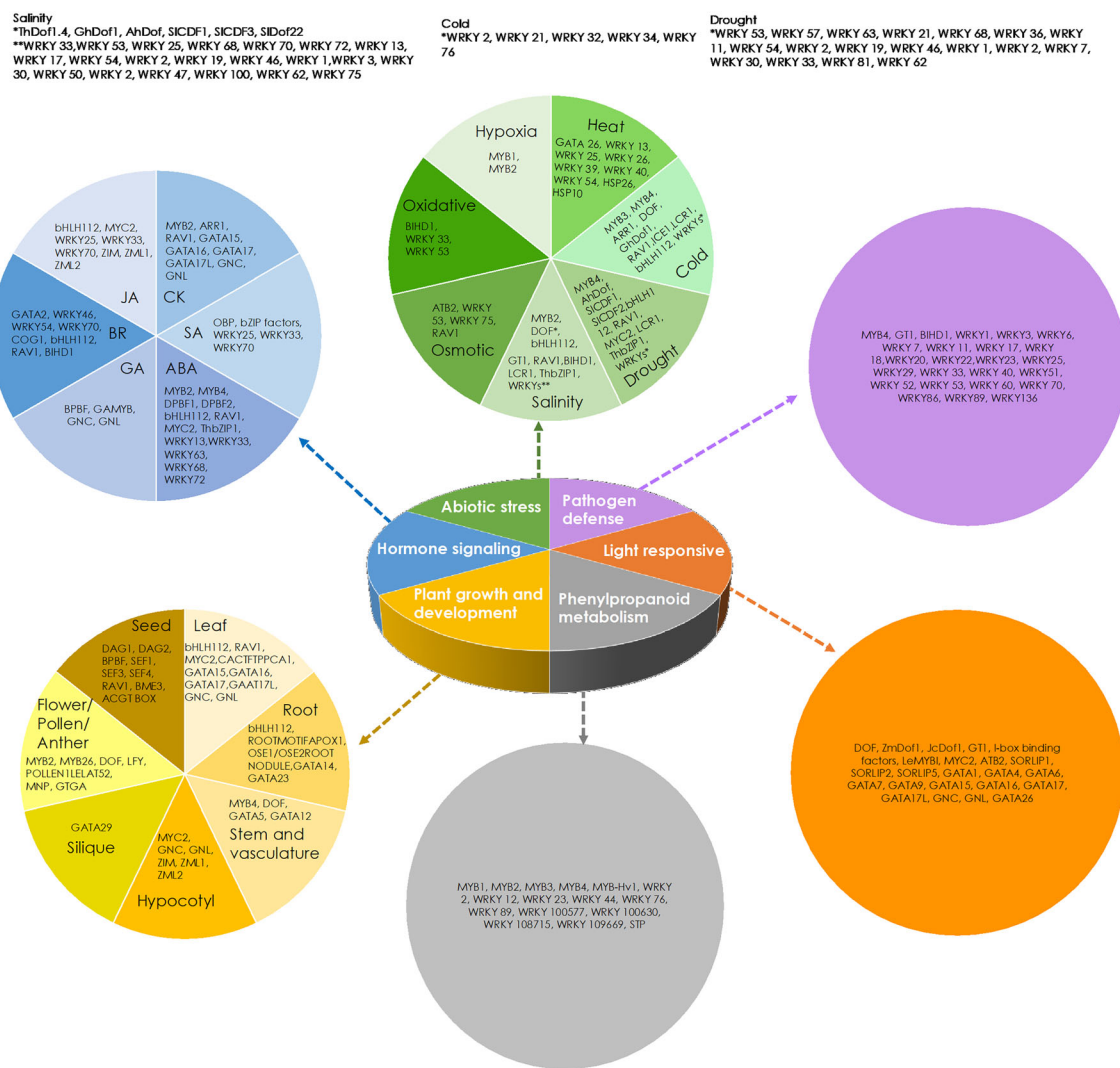 Salinity
*ThDof1.4, GhDof1, AhDof, SlCDF1, SlCDF3, SlDof22
**WRKY 33,WRKY 53, WRKY 25, WRKY 68, WRKY 70, WRKY 72, WRKY 13,
WRKY 17, WRKY 54, WRKY 2, WRKY 19, WRKY 46, WRKY 1,WRKY 3, WRKY
30, WRKY 50, WRKY 2, WRKY 47, WRKY 100, WRKY 62, WRKY 75
Cold
*WRKY 2, WRKY 21, WRKY 32, WRKY 34, WRKY
76
Drought
*WRKY 53, WRKY 57, WRKY 63, WRKY 21, WRKY 68, WRKY 36, WRKY
11, WRKY 54, WRKY 2, WRKY 19, WRKY 46, WRKY 1, WRKY 2, WRKY 7,
WRKY 30, WRKY 33, WRKY 81, WRKY 62
Hypoxia
MYB1,
MYB2
Heat
GATA 26, WRKY 13,
WRKY 25, WRKY 26,
WRKY 39, WRKY 40,
WRKY 54, HSP26,
HSP10
MYB3, MYB4,
ARR1, DOF,
GhDof1,
RAV1,ICE1,LCR1,
bHLH112, WRKYs*
Cold
MYB4,
AhDof,
SlCDF1,
SlCDF2,bHLH1
12, RAV1,
MYC2, LCR1,
ThbZIP1,
WRKYs*
Drought
MYB2,
DOF*,
bHLH112,
GT1, RAV1,BIHD1,
LCR1, ThbZIP1,
WRKYs**
Salinity
ATB2, WRKY
53, WRKY 75,
RAV1
Osmotic
Oxidative
BIHD1,
WRKY 33,
WRKY 53
bHLH112, MYC2,
WRKY25, WRKY33,
WRKY70, ZIM, ZML1,
ZML2
JA
MYB2, ARR1,
RAV1, GATA15,
GATA16, GATA17,
GATA17L, GNC,
GNL
CK
OBP, bZIP factors,
WRKY25, WRKY33,
WRKY70
SA
ABA
MYB2, MYB4,
DPBF1, DPBF2,
bHLH112, RAV1,
MYC2, ThbZIP1,
WRKY13,WRKY33,
WRKY63,
WRKY68,
WRKY72
GA
BPBF, GAMYB,
GNC, GNL
GATA2, WRKY46,
WRKY54, WRKY70,
COG1, bHLH112,
RAV1, BIHD1
BR
MYB4, GT1, BIHD1, WRKY1, WRKY3, WRKY6,
WRKY 7, WRKY 11, WRKY 17, WRKY
18,WRKY20, WRKY22,WRKY23, WRKY25,
WRKY29, WRKY 33, WRKY 40, WRKY51,
WRKY 52, WRKY 53, WRKY 60, WRKY 70,
WRKY86, WRKY89, WRKY136
Abiotic stress
Pathogen
defense
Hormone signaling
Light responsive
Plant growth and
development
Phenylpropanoid
metabolism
Seed
DAG1, DAG2,
BPBF, SEF1,
SEF3, SEF4,
RAV1, BME3,
ACGT BOX
Leaf
bHLH112, RAV1,
MYC2,CACTFTPPCA1,
GATA15,GATA16,
GATA17,GAAT17L,
GNC, GNL
Root
bHLH112,
ROOTMOTIFAPOX1,
OSE1/OSE2ROOT
NODULE,GATA14,
GATA23
MYB4, DOF,
GATA5, GATA12
Stem and
vasculature
MYC2,
GNC, GNL,
ZIM, ZML1,
ZML2
Hypocotyl
GATA29
Silique
Flower/
Pollen/
Anther
MYB2, MYB26, DOF, LFY,
POLLEN1LELAT52,
MNP, GTGA
DOF, ZmDof1, JcDof1, GT1, I-box binding
factors, LeMYBI, MYC2, ATB2, SORLIP1,
SORLIP2, SORLIP5, GATA1, GATA4, GATA6,
GATA7, GATA9, GATA15, GATA16, GATA17,
GATA17L, GNC, GNL, GATA26
MYB1, MYB2, MYB3, MYB4, MYB-Hv1, WRKY
2, WRKY 12, WRKY 23, WRKY 44, WRKY 76,
WRKY 89, WRKY 100577, WRKY 100630,
WRKY 108715, WRKY 109669, STP